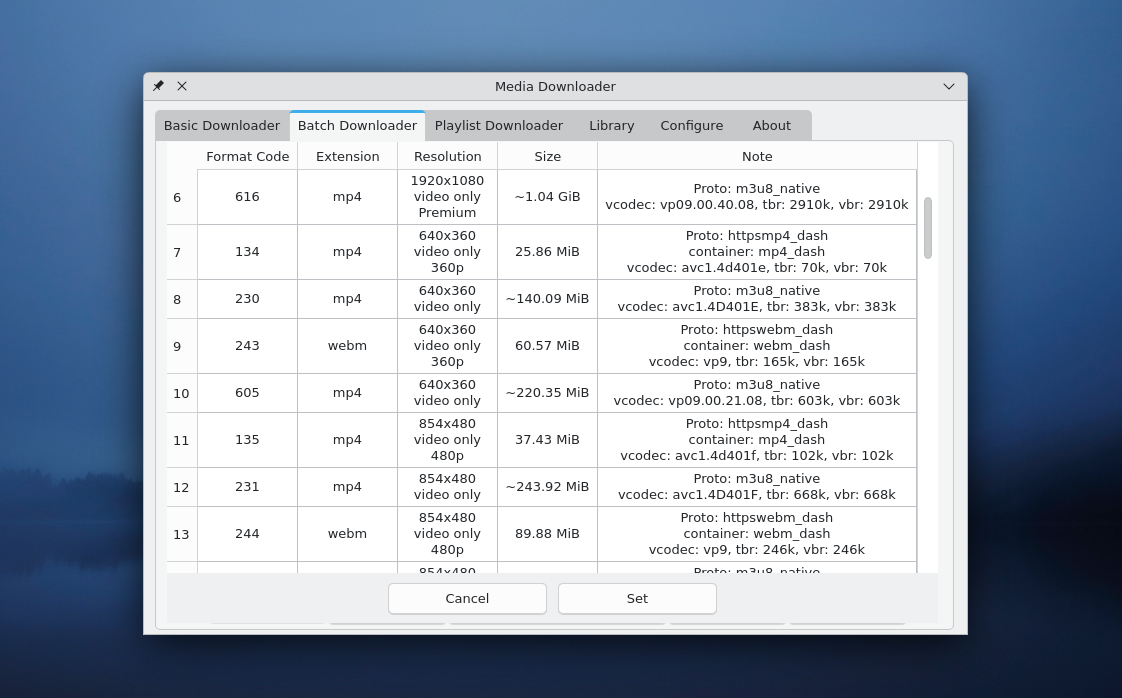 Media Downloader
Basic Downloader Batch Downloader Playlist Downloader Library Configure About
Format Code Extension Resolution Size Note
6 616 mp4 1920x1080 video only Premium ~1.04 GiB Proto: m3u8_native
vcodec: vp09.00.40.08, tbr: 2910k, vbr: 2910k
7 134 mp4 640x360 video only 360p 25.86 MiB Proto: httpsmp4_dash
container: mp4_dash
vcodec: avc1.4d401e, tbr: 70k, vbr: 70k
8 230 mp4 640x360 video only ~140.09 MiB Proto: m3u8_native
vcodec: avc1.4D401E, tbr: 383k, vbr: 383k
9 243 webm 640x360 video only 360p 60.57 MiB Proto: httpswebm_dash
container: webm_dash
vcodec: vp9, tbr: 165k, vbr: 165k
10 605 mp4 640x360 video only ~220.35 MiB Proto: m3u8_native
vcodec: vp09.00.21.08, tbr: 603k, vbr: 603k
11 135 mp4 854x480 video only 480p 37.43 MiB Proto: httpsmp4_dash
container: mp4_dash
vcodec: avc1.4d401f, tbr: 102k, vbr: 102k
12 231 mp4 854x480 video only ~243.92 MiB Proto: m3u8_native
vcodec: avc1.4D401F, tbr: 668k, vbr: 668k
13 244 webm 854x480 video only 480p 89.88 MiB Proto: httpswebm_dash
container: webm_dash
vcodec: vp9, tbr: 246k, vbr: 246k
854x480 Proto: m3u8_native
Cancel Set